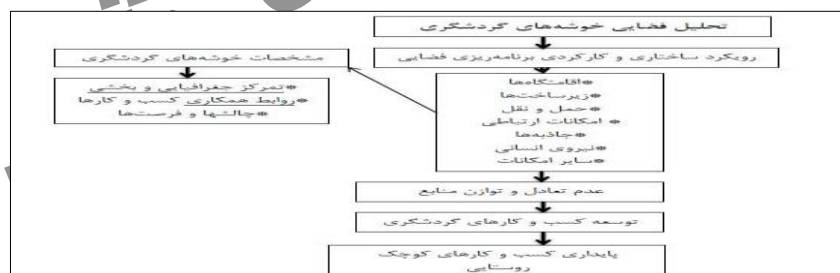 تحلیل فضایی خوشه‌های گردشگری
رویکرد ساختاری و کارکردی برنامه‌ریزی فضایی
مشخصات خوشه‌های گردشگری
*تمرکز جغرافیایی و بخشی
*روابط همکاری کسب و کارها
*چالشها و فرصت‌ها
*اقامتگاه‌ها
*زیرساخت‌ها
*حمل و نقل
* امکانات ارتباطی
*جاذبه‌ها
*نیروی انسانی
*سایر امکانات
عدم تعادل و توازن منابع
توسعه کسب و کارهای گردشگری
پایداری کسب و کارهای کوچک
روستایی